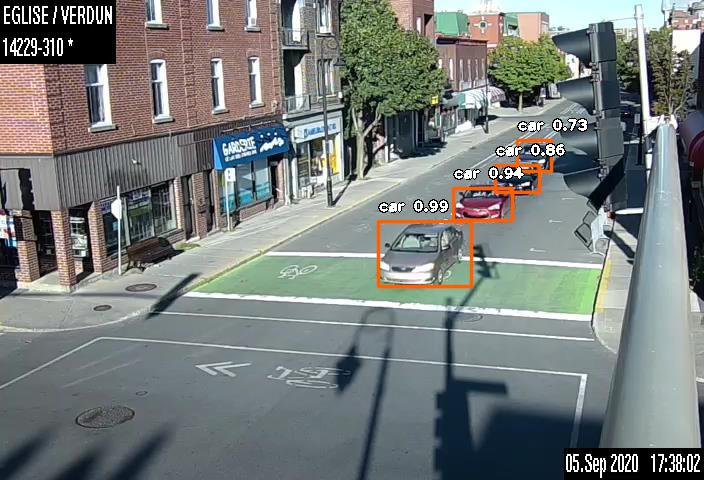 EGLISE / VERDUN
14229-310 *
car 0.73
car 0.86
car 0.94
car 0.99
05.Sep 2020 17:38:02